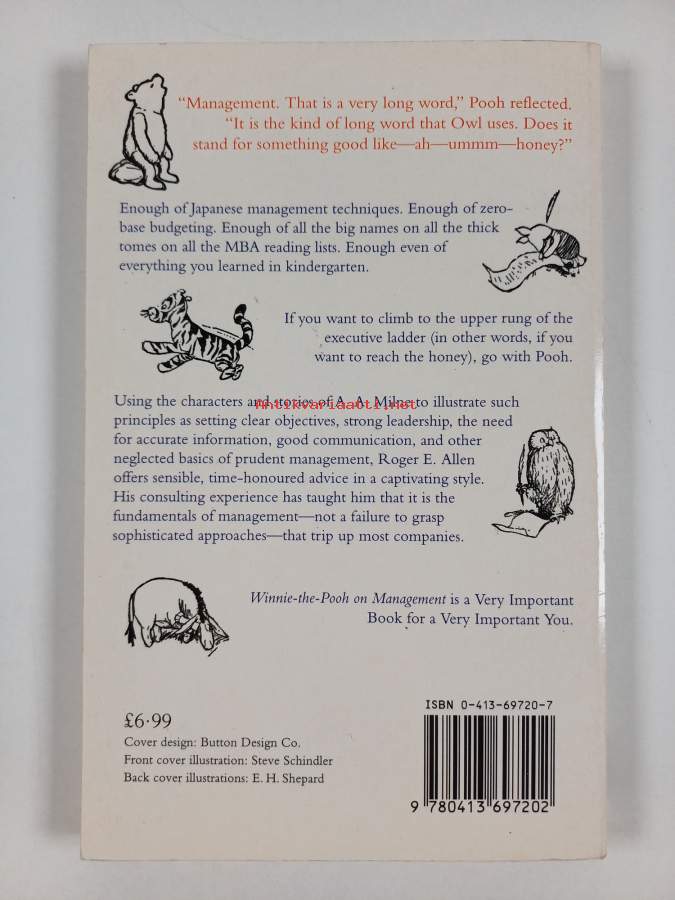 “Management. That is a very long word,” Pooh reflected.
“It is the kind of long word that Owl uses. Does it
stand for something good like—ah—ummm—honey?”
Enough of Japanese management techniques. Enough of zero-
base budgeting. Enough of all the big names on all the thick
tomes on all the MBA reading lists. Enough even of
everything you learned in kindergarten.
If you want to climb to the upper rung of the
executive ladder (in other words, if you
want to reach the honey), go with Pooh.
Using the characters and stories of A. A. Milne to illustrate such
Antikvariaatti.net
principles as setting clear objectives, strong leadership, the need
for accurate information, good communication, and other
neglected basics of prudent management, Roger E. Allen
offers sensible, time-honoured advice in a captivating style.
His consulting experience has taught him that it is the
fundamentals of management—not a failure to grasp
sophisticated approaches—that trip up most companies.
Winnie-the-Pooh on Management is a Very Important
Book for a Very Important You.
£6·99
Cover design: Button Design Co.
Front cover illustration: Steve Schindler
Back cover illustrations: E. H. Shepard
ISBN 0-413-69720-7
9 780413 697202